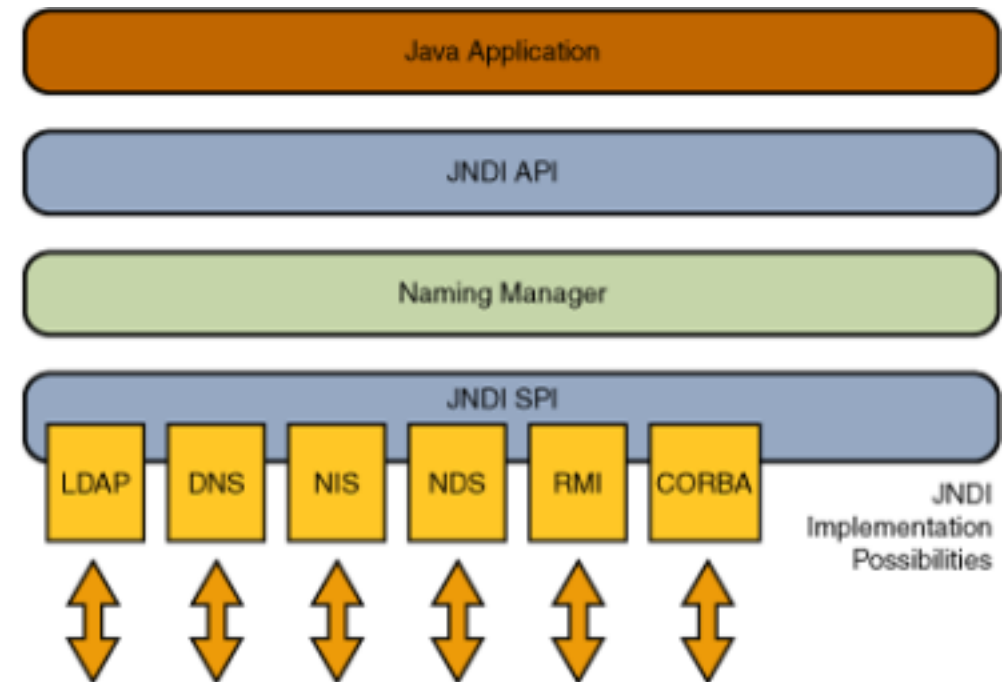 Java Application
JNDI API
Naming Manager
JNDI SPI
LDAP DNS NIS NDS RMI CORBA
JNDI
Implementation
Possibilities